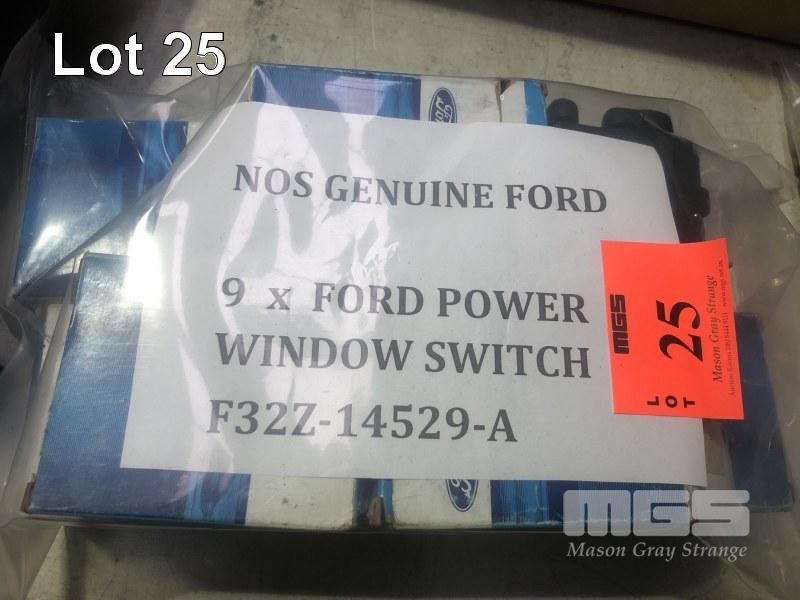 Lot 25
Ford
NOS GENUINE FORD
9 x FORD POWER
WINDOW SWITCH
F32Z-14529-A
MGS
LOT
25
Mason Gray Strange
MGS
Mason Gray Strange